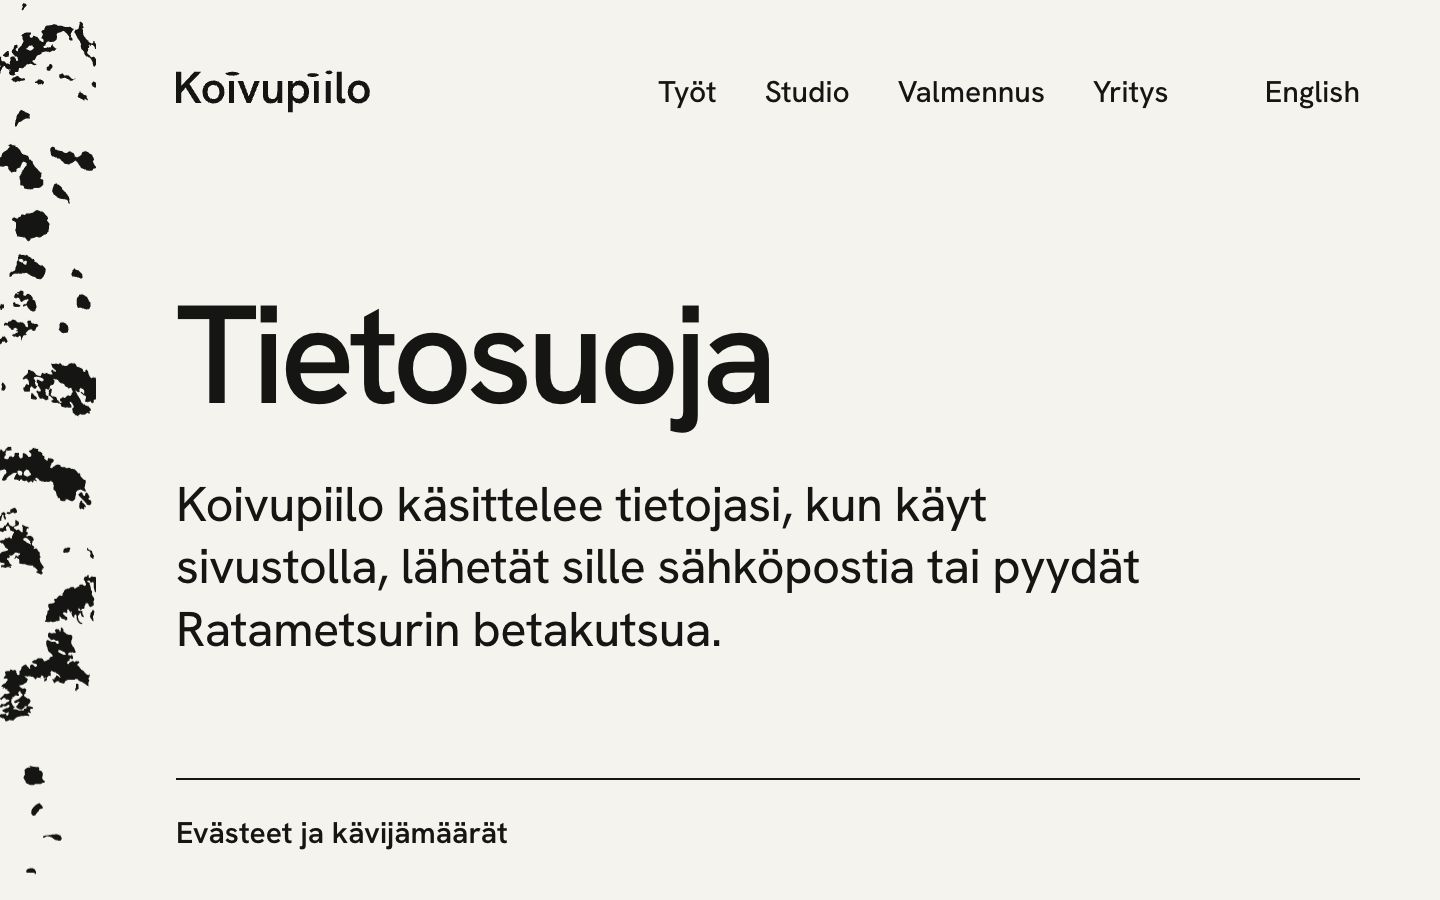 Koivupiilo
Työt Studio Valmennus Yritys English
Tietosuoja
Koivupiilo käsittelee tietojasi, kun käyt
sivustolla, lähetät sille sähköpostia tai pyydät
Ratametsurin betakutsua.
Evästeet ja kävijämäärät